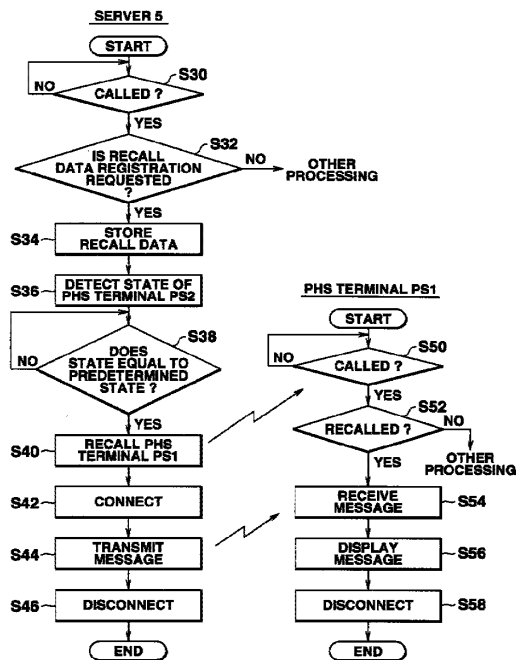 SERVER 5
START
S30
CALLED ?
NO
YES
S32
IS RECALL
DATA REGISTRATION
REQUESTED
?
NO
OTHER
PROCESSING
YES
S34
STORE
RECALL DATA
S36
DETECT STATE OF
PHS TERMINAL PS2
S38
DOES
STATE EQUAL TO
PREDETERMINED
STATE ?
NO
YES
S40
RECALL PHS
TERMINAL PS1
S42
CONNECT
S44
TRANSMIT
MESSAGE
S46
DISCONNECT
END
PHS TERMINAL PS1
START
S50
CALLED ?
NO
YES
S52
RECALLED ?
NO
OTHER
PROCESSING
YES
RECEIVE
MESSAGE
S54
DISPLAY
MESSAGE
S56
DISCONNECT
S58
END